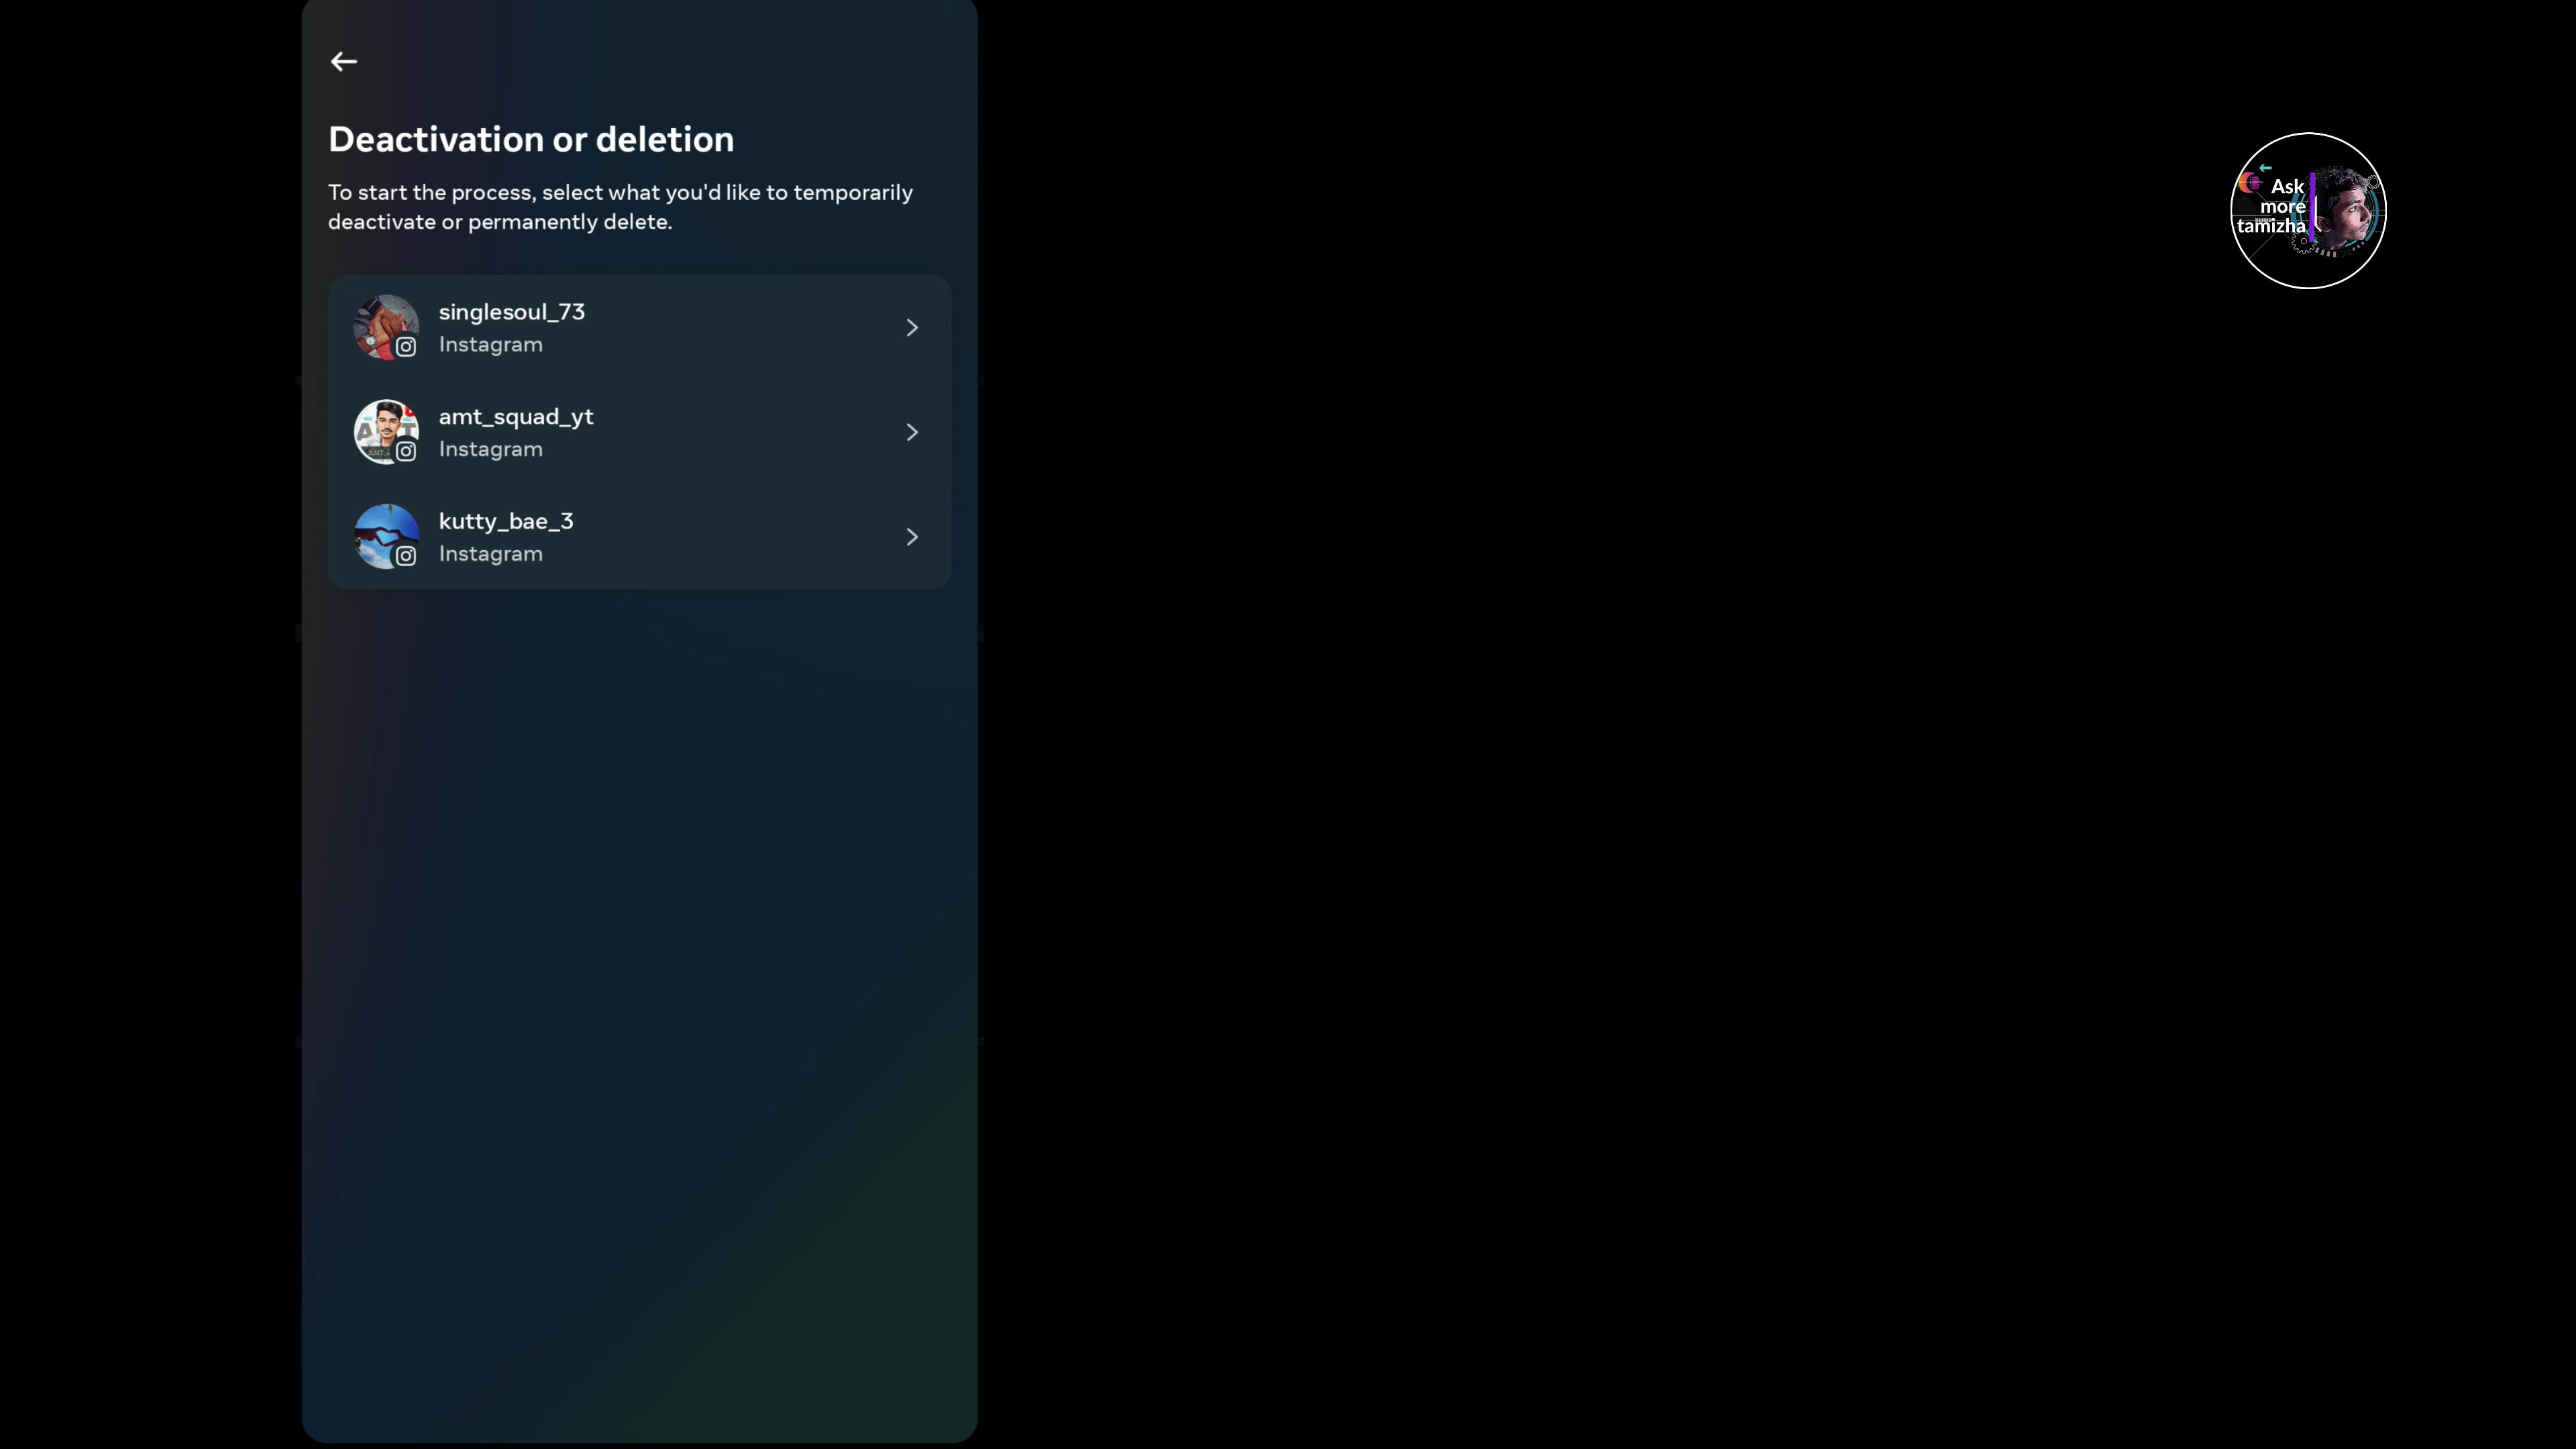 Deactivation or deletion
To start the process, select what you'd like to temporarily
deactivate or permanently delete.
singlesoul_73
Instagram
amt_squad_yt
Instagram
kutty_bae_3
Instagram
Ask
more
tamizha